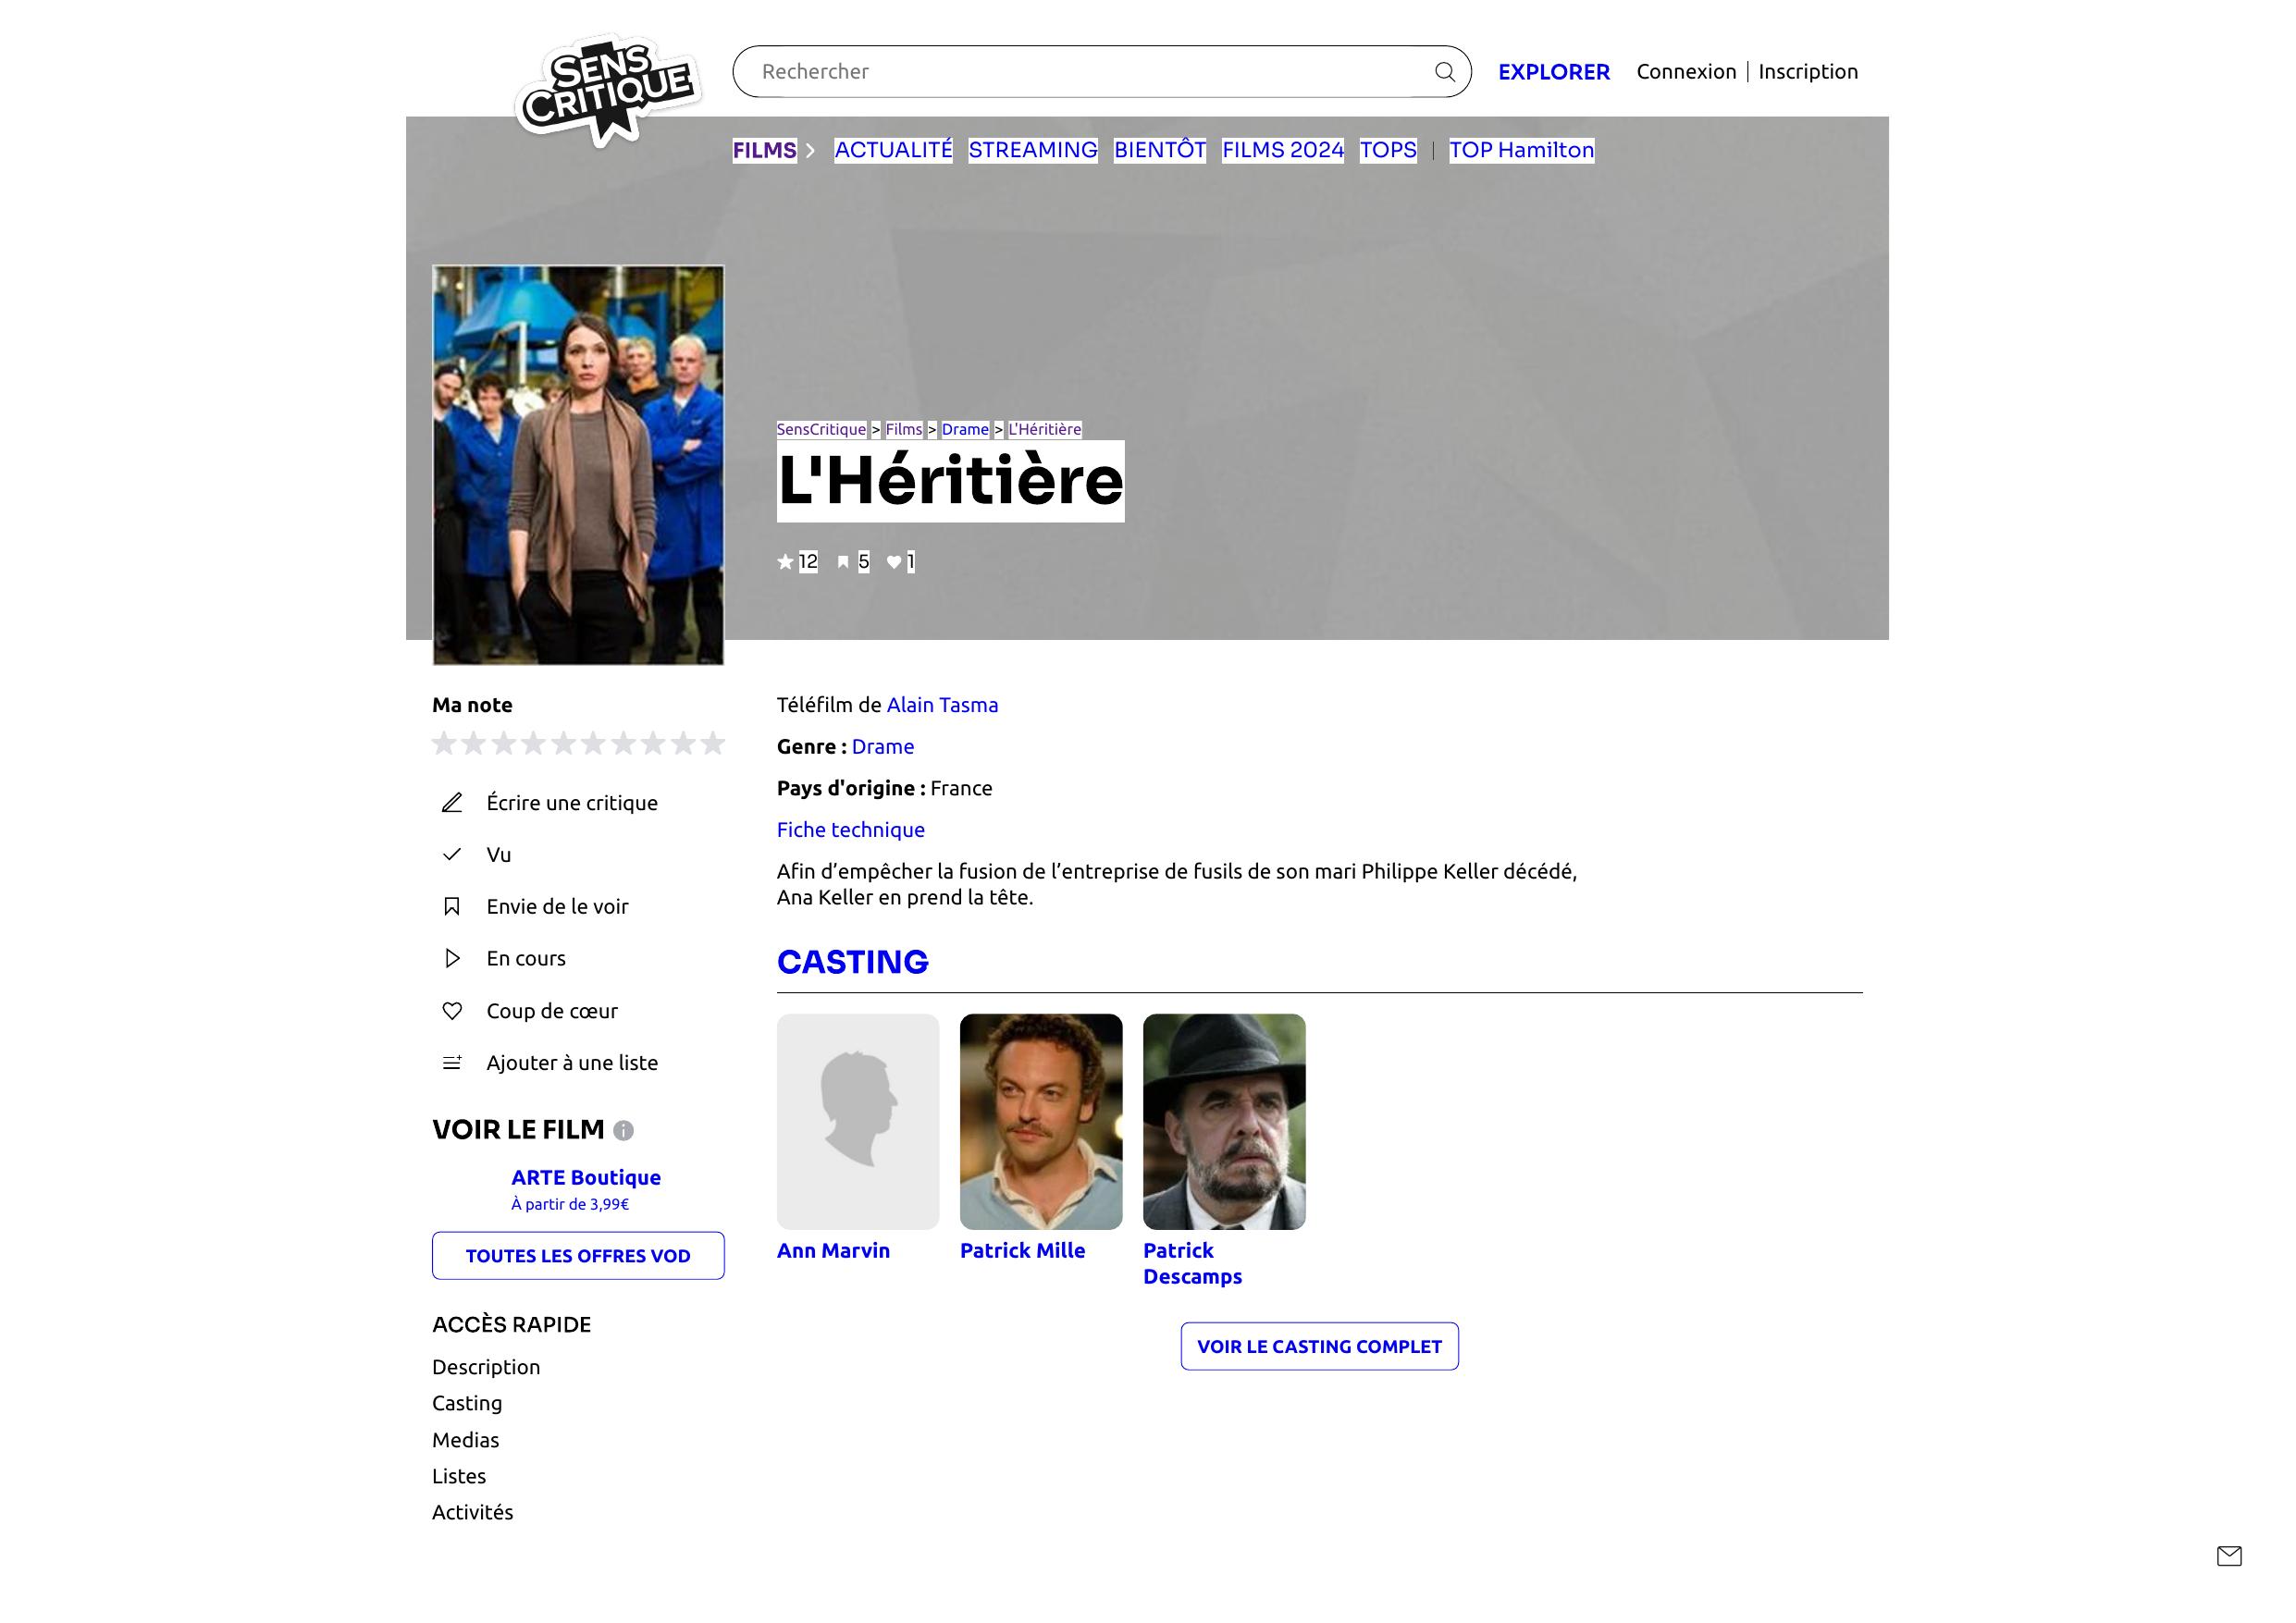 SENS
CRITIQUE
Rechercher
EXPLORER
Connexion | Inscription
FILMS
ACTUALITÉ
STREAMING
BIENTÔT
FILMS 2024
TOPS | TOP Hamilton
SensCritique > Films > Drame > L'Héritière
L'Héritière
12 5 1
Ma note
Écrire une critique
Vu
Envie de le voir
En cours
Coup de cœur
Ajouter à une liste
VOIR LE FILM
ARTE Boutique
À partir de 3,99€
TOUTES LES OFFRES VOD
ACCÈS RAPIDE
Description
Casting
Medias
Listes
Activités
Téléfilm de Alain Tasma
Genre : Drame
Pays d'origine : France
Fiche technique
Afin d’empêcher la fusion de l’entreprise de fusils de son mari Philippe Keller décédé,
Ana Keller en prend la tête.
CASTING
Ann Marvin
Patrick Mille
Patrick
Descamps
VOIR LE CASTING COMPLET